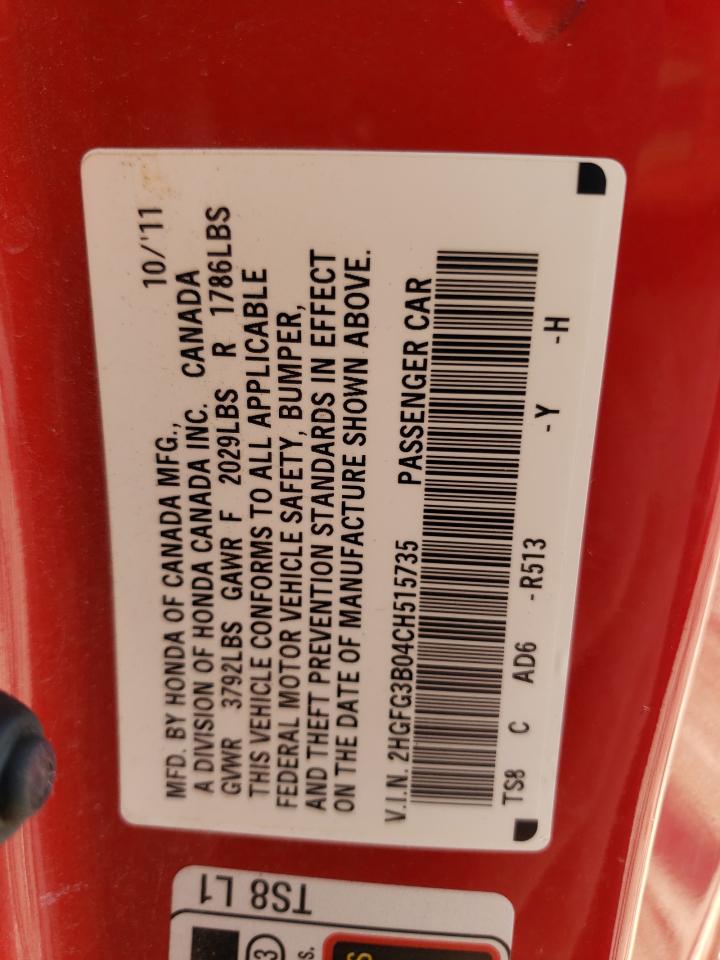 MFD. BY HONDA OF CANADA MFG., 10/'11
A DIVISION OF HONDA CANADA INC. CANADA
GVWR 3792LBS GAWR F 2029LBS R 1786LBS
THIS VEHICLE CONFORMS TO ALL APPLICABLE
FEDERAL MOTOR VEHICLE SAFETY, BUMPER,
AND THEFT PREVENTION STANDARDS IN EFFECT
ON THE DATE OF MANUFACTURE SHOWN ABOVE.
V.I.N. 2HGFG3B04CH515735 PASSENGER CAR
TS8 C AD6 -R513 -Y -H
TS8 L1
3
s.
S